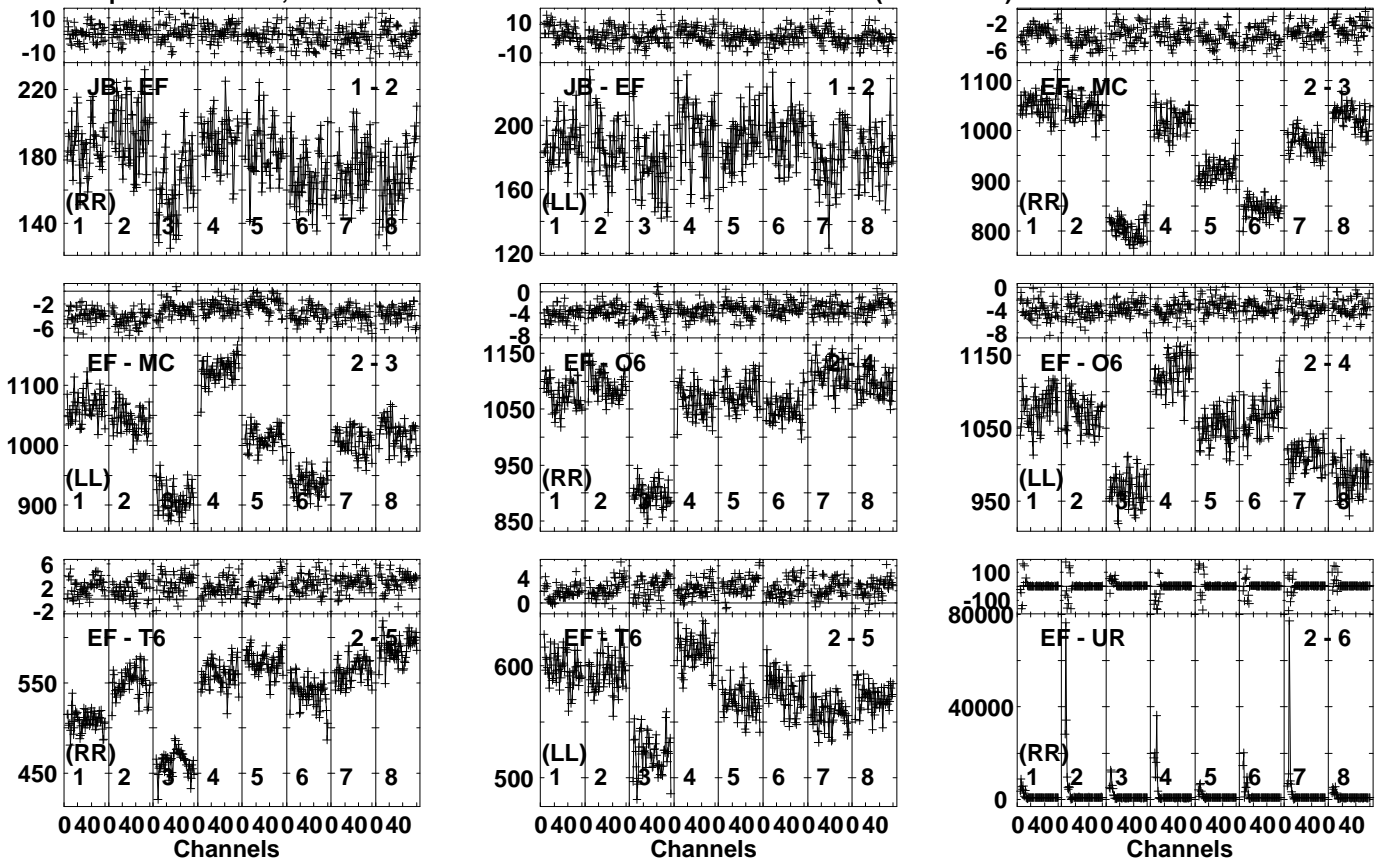 10 0 -10 220 180 140 JB - EF 1 - 2 (RR) 1 2 3 4 5 6 7 8
10 0 -10 200 160 120 JB - EF 1 - 2 (LL) 1 2 3 4 5 6 7 8
-2 -6 1100 1000 900 800 EF - MC 2 - 3 (RR) 1 2 4 5 6 7 8
-2 -6 1100 1000 900 EF - MC 2 - 3 (LL) 1 2 3 4 5 6 7 8
0 -4 -8 1150 1050 950 850 EF - O6 2 - 4 (RR) 1 2 3 4 5 6 7 8
0 -4 -8 1150 1050 950 EF - O6 2 - 4 (LL) 1 2 3 4 5 6 7 8
6 2 -2 550 450 EF - T6 2 - 5 (RR) 1 2 3 4 5 6 7 8
4 0 600 500 EF - T6 2 - 5 (LL) 1 2 3 4 5 6 7 8
100 -100 80000 40000 0 EF - UR 2 - 6 (RR) 1 2 3 4 5 6 7 8
0 40 0 40 0 40 0 40 0 40 0 40 0 40 0 40
0 40 0 40 0 40 0 40 0 40 0 40 0 40 0 40
0 40 0 40 0 40 0 40 0 40 0 40 0 40 0 40
Channels
Channels
Channels